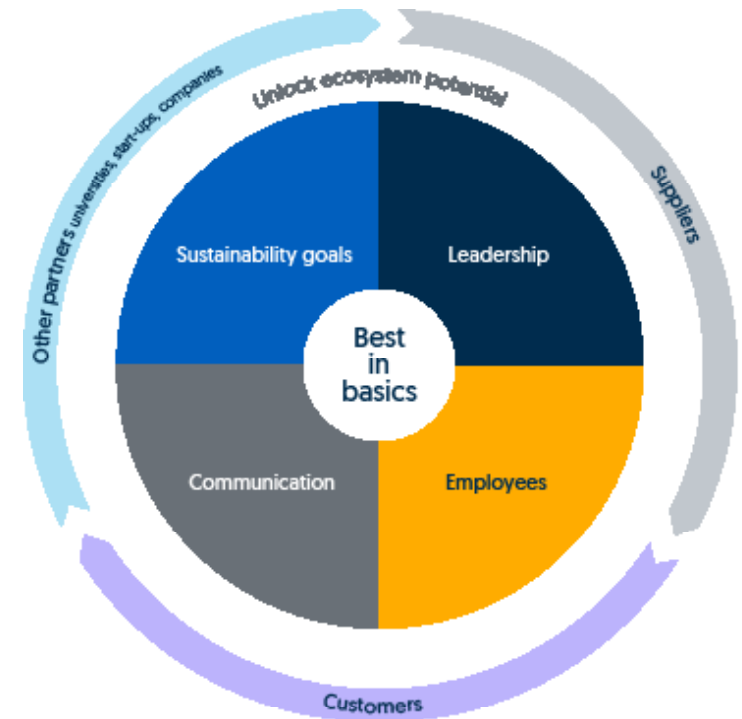 Unlock ecosystem potential
Other partners universities, start-ups, companies
Suppliers
Sustainability goals
Leadership
Best
in
basics
Communication
Employees
Customers